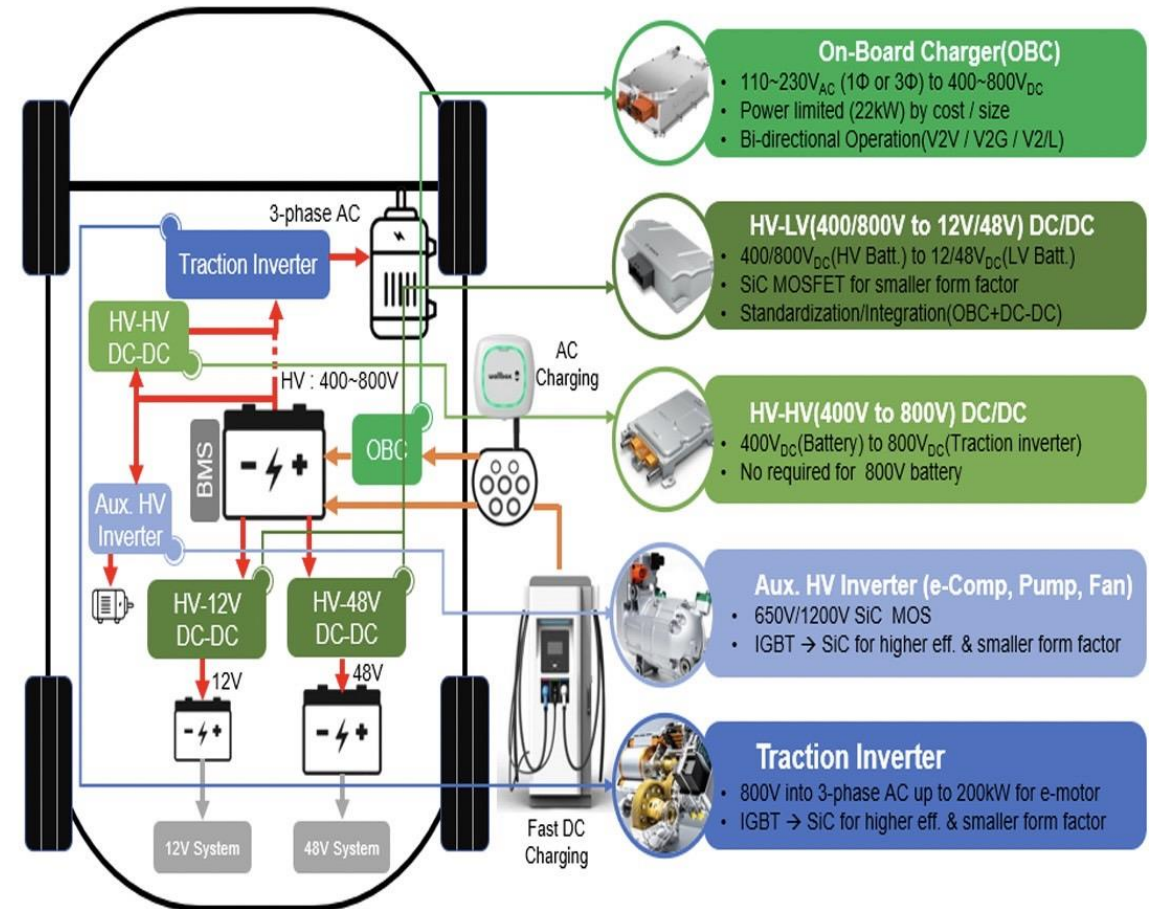 3-phase AC
Traction Inverter
HV-HV
DC-DC
HV : 400~800V
BMS
OBC
AC
Charging
wallbox
Aux. HV
Inverter
HV-12V
DC-DC
HV-48V
DC-DC
12V
48V
12V System
48V System
Fast DC
Charging
On-Board Charger(OBC)
• 110~230VAC (1Φ or 3Φ) to 400~800VDC
• Power limited (22kW) by cost / size
• Bi-directional Operation(V2V / V2G / V2/L)
HV-LV(400/800V to 12V/48V) DC/DC
• 400/800VDC(HV Batt.) to 12/48VDC(LV Batt.)
• SiC MOSFET for smaller form factor
• Standardization/Integration(OBC+DC-DC)
HV-HV(400V to 800V) DC/DC
• 400VDC(Battery) to 800VDC(Traction inverter)
• No required for 800V battery
Aux. HV Inverter (e-Comp, Pump, Fan)
• 650V/1200V SiC MOS
• IGBT → SiC for higher eff. & smaller form factor
Traction Inverter
• 800V into 3-phase AC up to 200kW for e-motor
• IGBT → SiC for higher eff. & smaller form factor